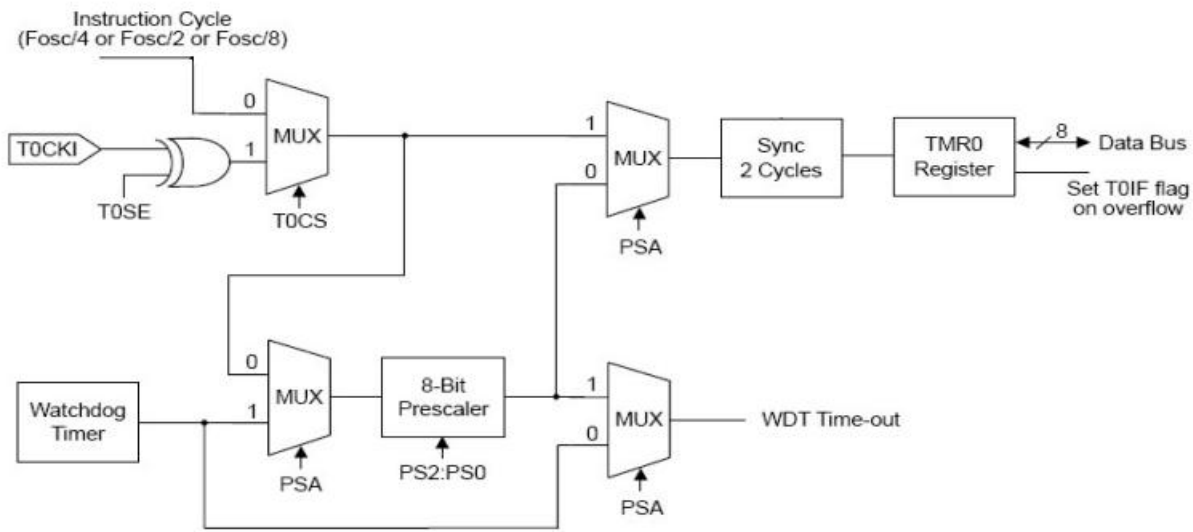 Instruction Cycle
(Fosc/4 or Fosc/2 or Fosc/8)
0
MUX
T0CKI
1
T0SE
T0CS
1
MUX
0
PSA
Sync
2 Cycles
TMR0
Register
8
Data Bus
Set T0IF flag
on overflow
0
MUX
1
PSA
Watchdog
Timer
8-Bit
Prescaler
PS2:PS0
1
MUX
0
PSA
WDT Time-out